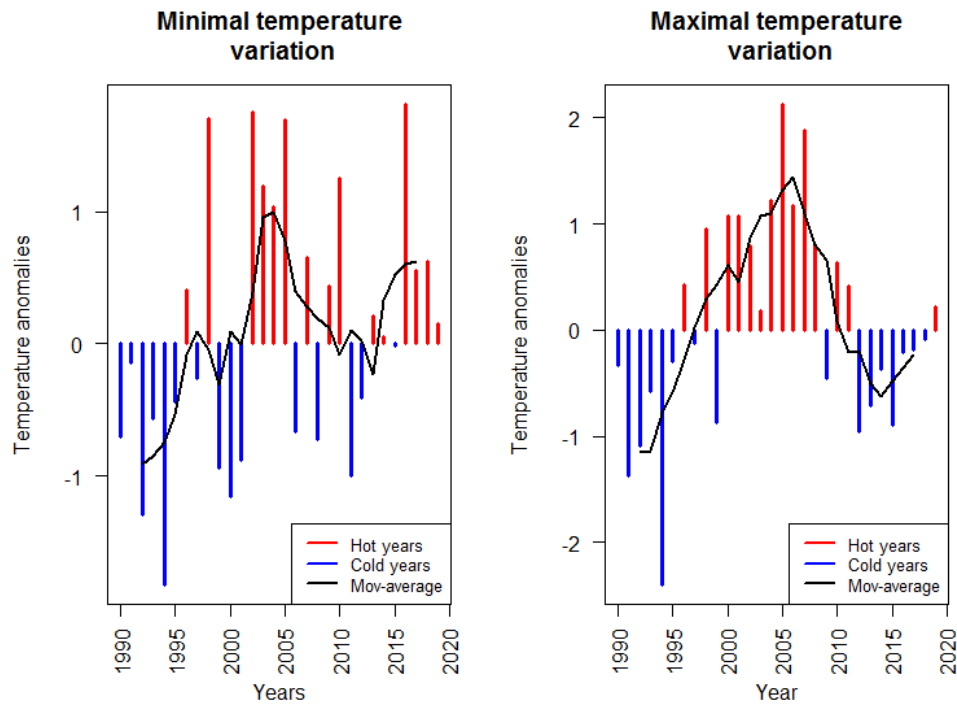 Minimal temperature
variation
Temperature anomalies
1
0
-1
Hot years
Cold years
Mov-average
1990
1995
2000
2005
2010
2015
2020
Years
Maximal temperature
variation
Temperature anomalies
2
1
0
-1
-2
Hot years
Cold years
Mov-average
1990
1995
2000
2005
2010
2015
2020
Year